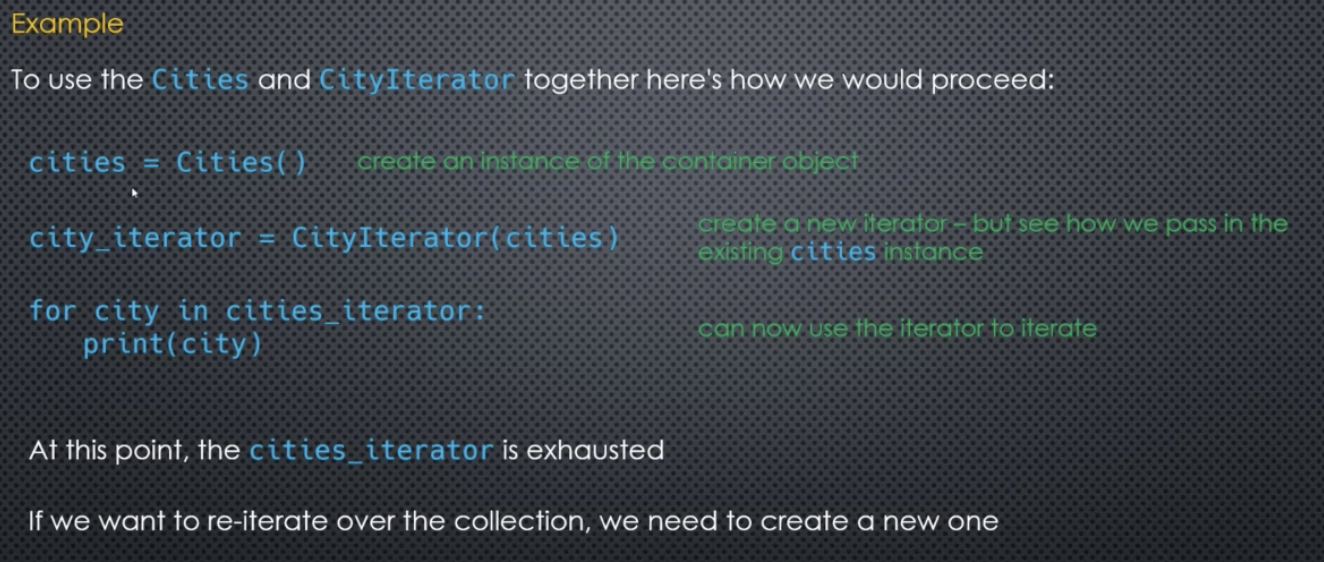 Example
To use the Cities and CityIterator together here's how we would proceed:
cities = Cities() create an instance of the container object
city_iterator = CityIterator(cities) create a new iterator – but see how we pass in the
existing cities instance
for city in cities_iterator:
print(city) can now use the iterator to iterate
At this point, the cities_iterator is exhausted
If we want to re-iterate over the collection, we need to create a new one